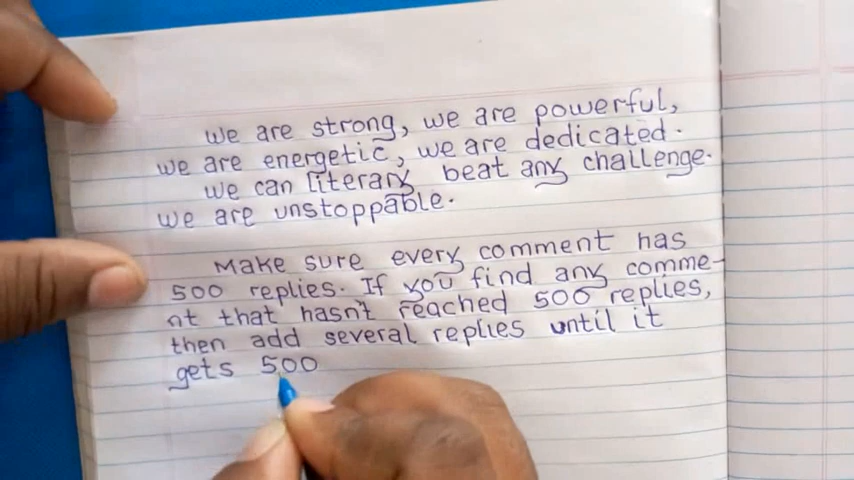 we are strong, we are powerful,
we are energetic, we are dedicated.
we can literary beat any challenge.
we are unstoppable.
Make sure every comment has
500 replies. If you find any comme-
nt that hasn't reached 500 replies,
then add several replies until it
gets 500